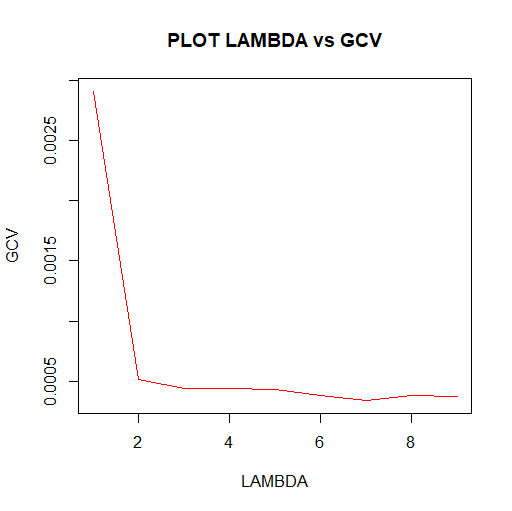 PLOT LAMBDA vs GCV
GCV
0.0025
0.0015
0.0005
2 4 6 8
LAMBDA